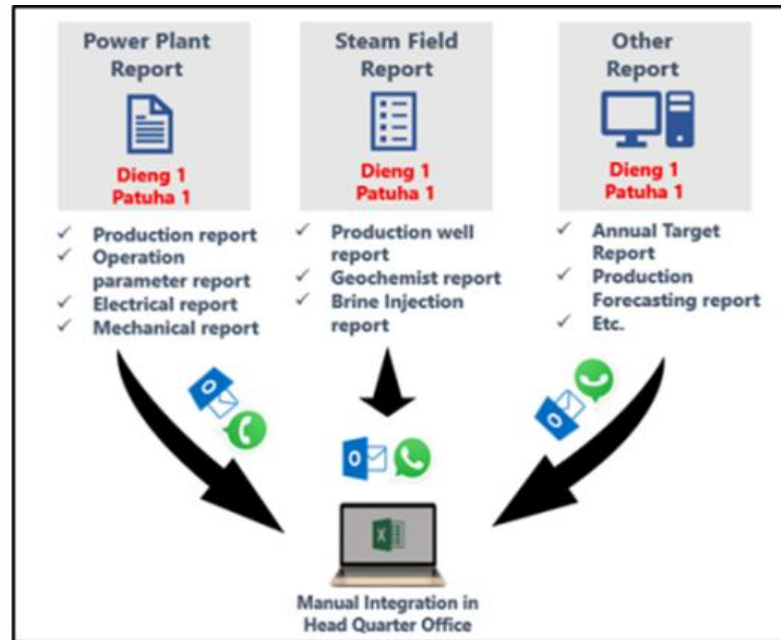 Power Plant
Report
Dieng 1
Patuha 1
✓ Production report
✓ Operation
parameter report
✓ Electrical report
✓ Mechanical report
Steam Field
Report
Dieng 1
Patuha 1
✓ Production well
report
✓ Geochemist report
✓ Brine Injection
report
Other
Report
Dieng 1
Patuha 1
✓ Annual Target
Report
✓ Production
Forecasting report
✓ Etc.
Manual Integration in
Head Quarter Office